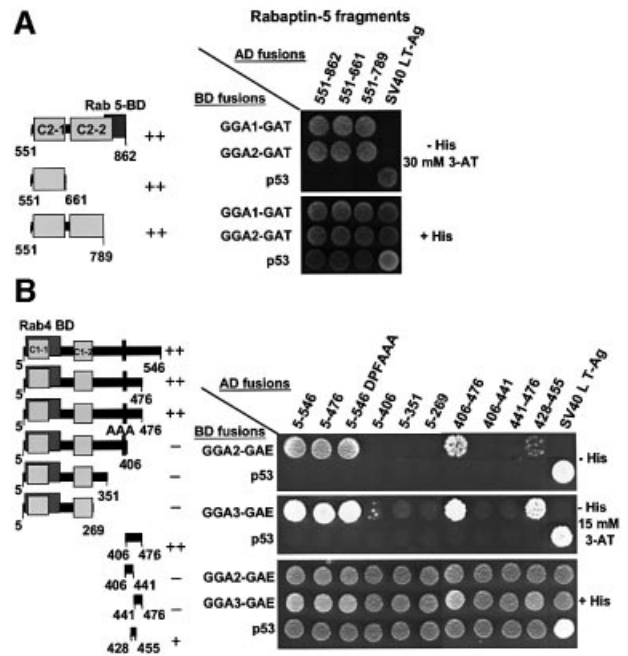 A
Rabaptin-5 fragments
AD fusions
551-862
551-661
551-789
SV40 LT-Ag
BD fusions
Rab 5-BD
C2-1 C2-2 ++
551 862
++
551 661
++
551 789
GGA1-GAT
GGA2-GAT
p53
- His
30 mM 3-AT
GGA1-GAT
GGA2-GAT
p53
+ His
B
Rab4 BD
C1-1 C1-2 ++
5 546
++
5 476
++
5 AAA 476
–
5 406
–
5 351
–
5 269
++
406 476
–
406 441
–
441 476
+
428 455
AD fusions
5-546
5-476
5-546 DPFAAA
5-406
5-351
5-269
406-476
406-441
441-476
428-455
SV40 LT-Ag
BD fusions
GGA2-GAE
p53
- His
GGA3-GAE
p53
- His
15 mM
3-AT
GGA2-GAE
GGA3-GAE
p53
+ His